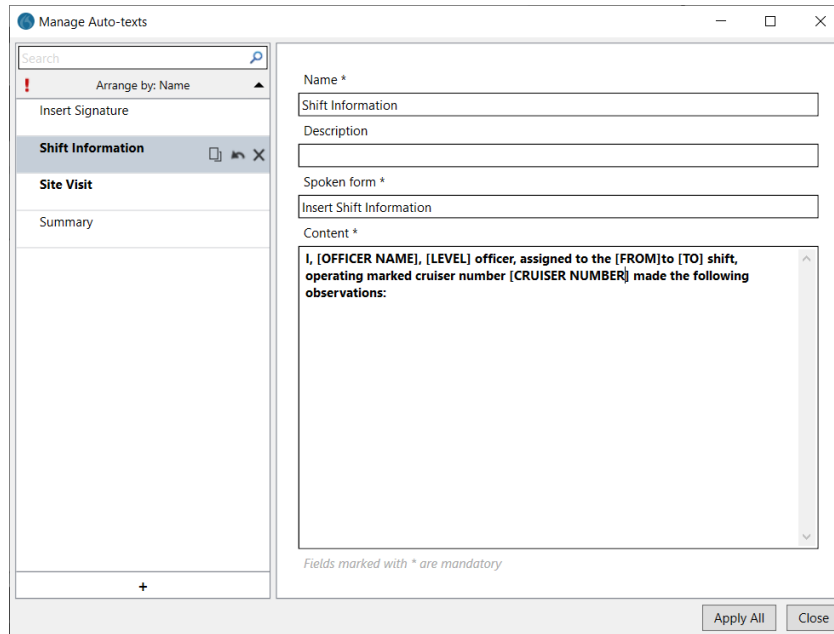 Manage Auto-texts
Search
Arrange by: Name
Insert Signature
Shift Information
Site Visit
Summary
+
Name *
Shift Information
Description
Spoken form *
Insert Shift Information
Content *
I, [OFFICER NAME], [LEVEL] officer, assigned to the [FROM]to [TO] shift,
operating marked cruiser number [CRUISER NUMBER] made the following
observations:
Fields marked with * are mandatory
Apply All
Close